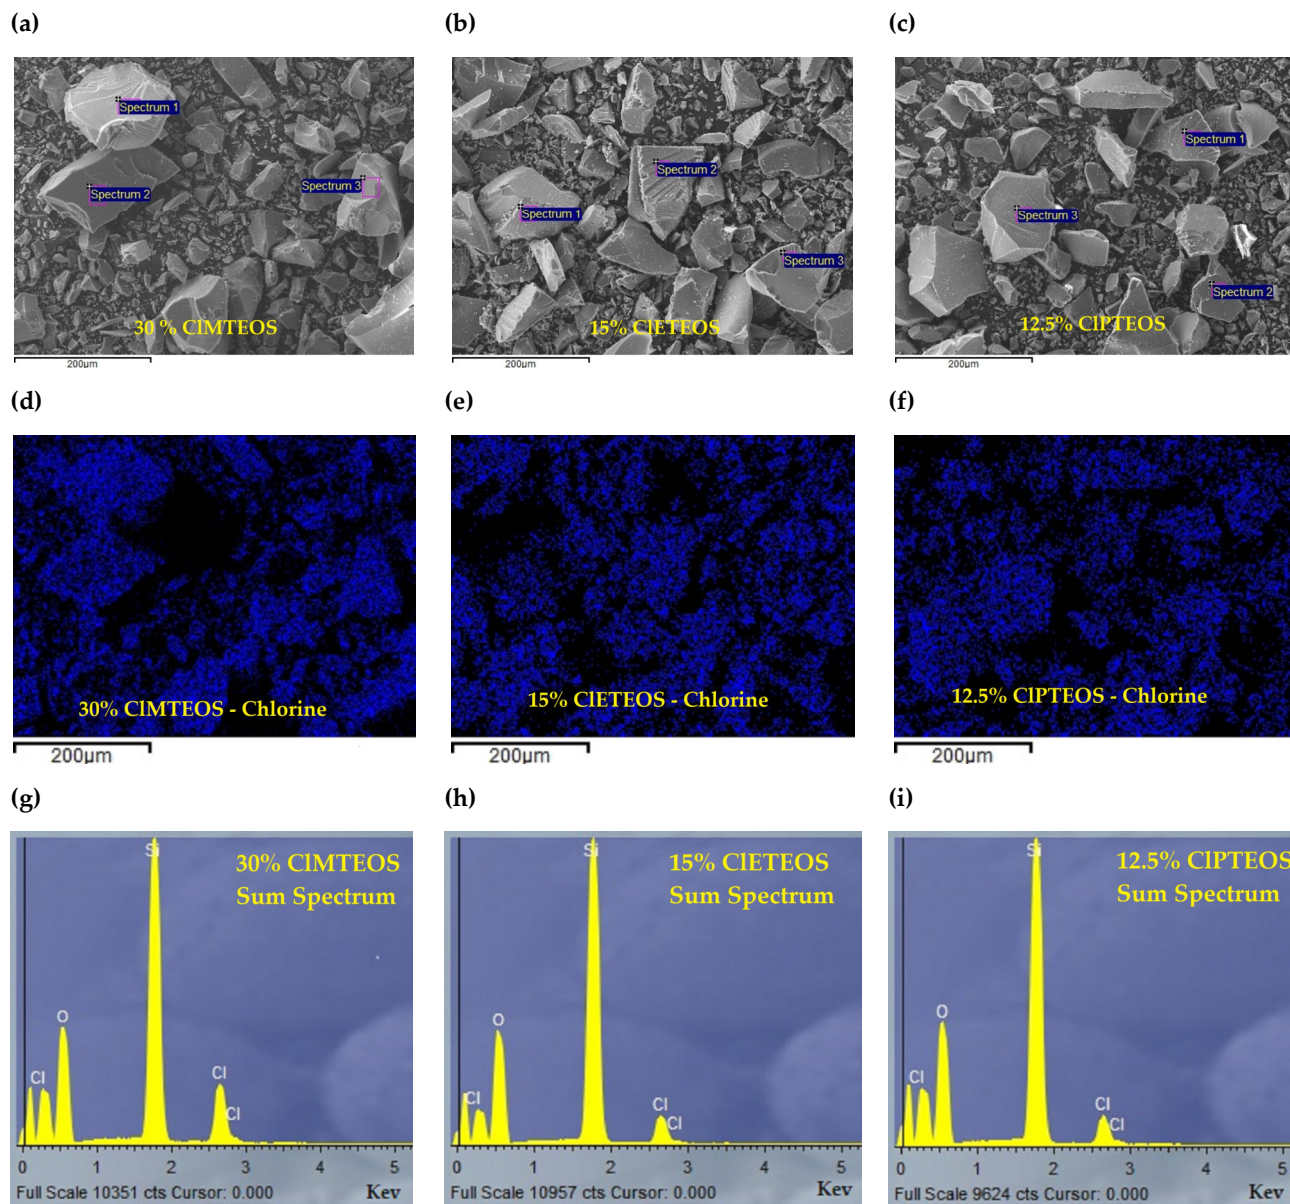 (a)
(b)
(c)
Spectrum 1
Spectrum 2
Spectrum 3
30 % ClMTEOS
200µm
Spectrum 2
Spectrum 1
Spectrum 3
15% ClETEOS
200µm
Spectrum 1
Spectrum 3
Spectrum 2
12.5% ClPTEOS
200µm
(d)
(e)
(f)
30% ClMTEOS - Chlorine
200µm
15% ClETEOS - Chlorine
200µm
12.5% ClPTEOS - Chlorine
200µm
(g)
(h)
(i)
Si
30% ClMTEOS
Sum Spectrum
O
Cl
Cl
Cl
0 1 2 3 4 5
Full Scale 10351 cts Cursor: 0.000
Kev
Si
15% ClETEOS
Sum Spectrum
O
Cl
Cl
Cl
0 1 2 3 4 5
Full Scale 10957 cts Cursor: 0.000
Kev
Si
12.5% ClPTEOS
Sum Spectrum
O
Cl
Cl
Cl
0 1 2 3 4 5
Full Scale 9624 cts Cursor: 0.000
Kev